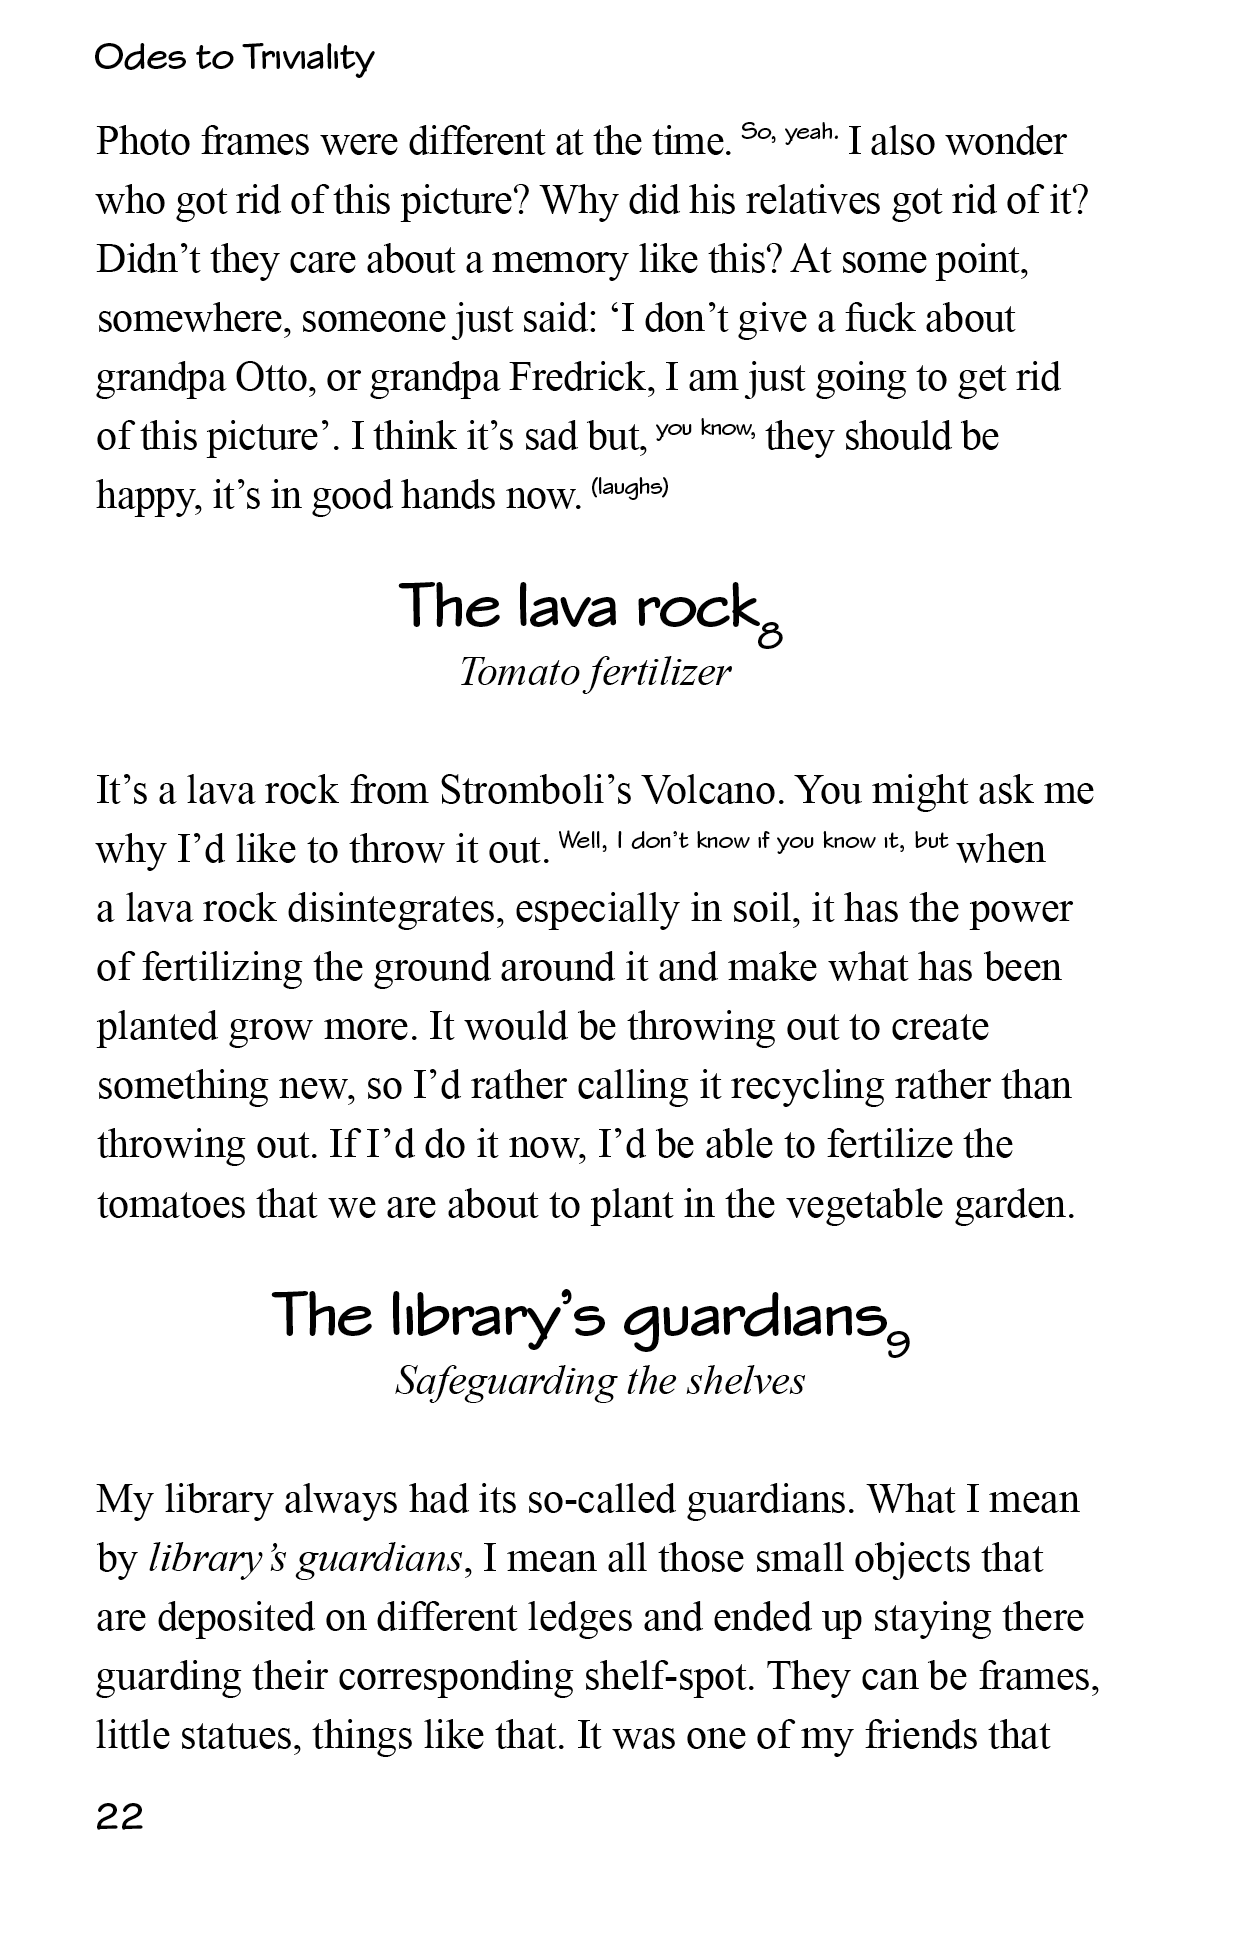 Odes to Triviality
Photo frames were different at the time. So, yeah. I also wonder
who got rid of this picture? Why did his relatives got rid of it?
Didn’t they care about a memory like this? At some point,
somewhere, someone just said: ‘I don’t give a fuck about
grandpa Otto, or grandpa Fredrick, I am just going to get rid
of this picture’. I think it’s sad but, you know, they should be
happy, it’s in good hands now. (laughs)
The lava rock8
Tomato fertilizer
It’s a lava rock from Stromboli’s Volcano. You might ask me
why I’d like to throw it out. Well, I don’t know if you know it, but when
a lava rock disintegrates, especially in soil, it has the power
of fertilizing the ground around it and make what has been
planted grow more. It would be throwing out to create
something new, so I’d rather calling it recycling rather than
throwing out. If I’d do it now, I’d be able to fertilize the
tomatoes that we are about to plant in the vegetable garden.
The library’s guardians9
Safeguarding the shelves
My library always had its so-called guardians. What I mean
by library’s guardians, I mean all those small objects that
are deposited on different ledges and ended up staying there
guarding their corresponding shelf-spot. They can be frames,
little statues, things like that. It was one of my friends that
22